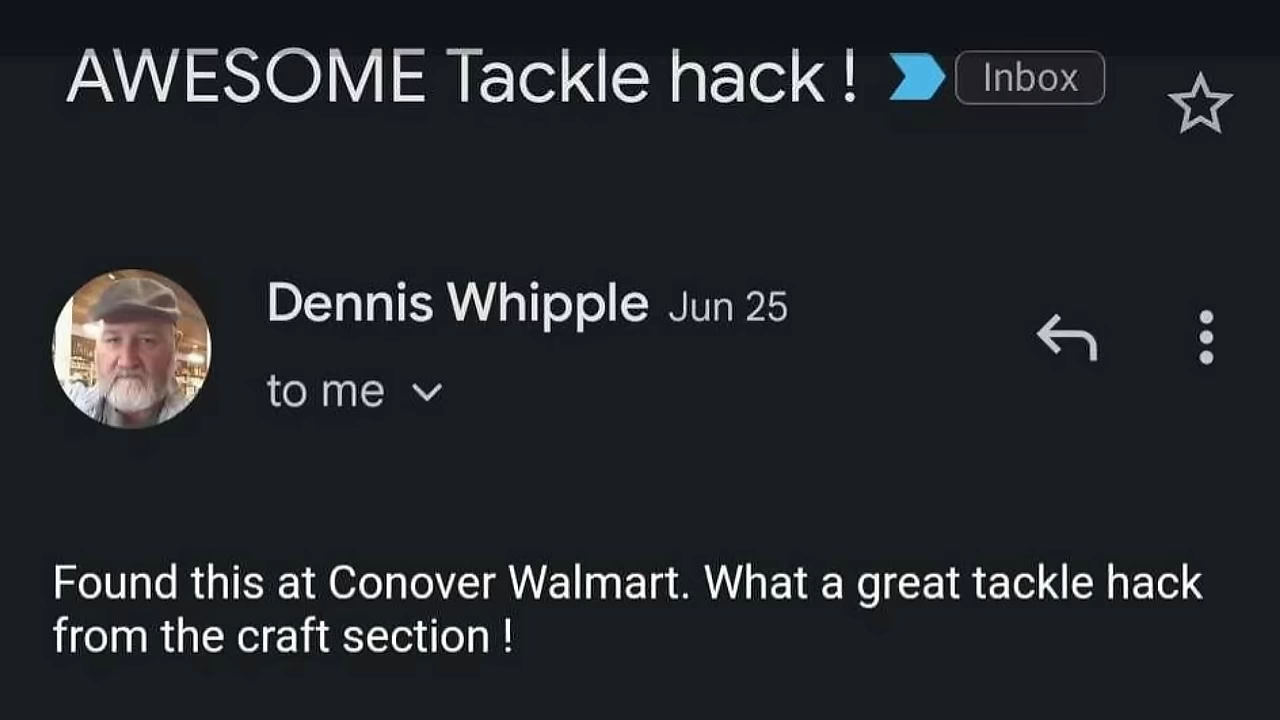 AWESOME Tackle hack ! Inbox
Dennis Whipple Jun 25
to me
Found this at Conover Walmart. What a great tackle hack
from the craft section !